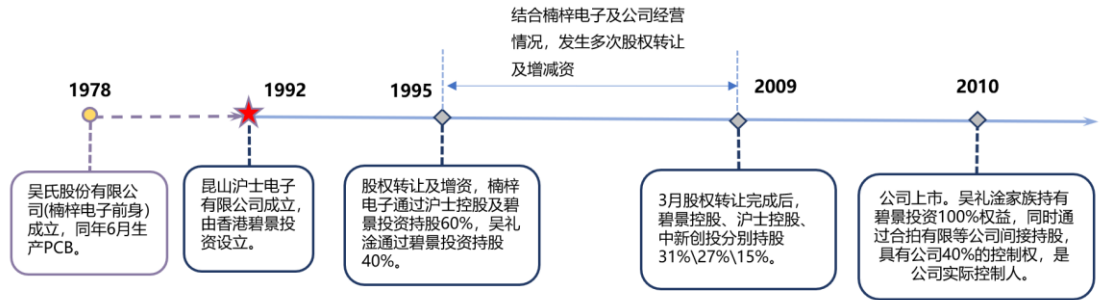 结合楠梓电子及公司经营
情况，发生多次股权转让
及增减资
1978
1992
1995
2009
2010
吴氏股份有限公
司(楠梓电子前身）
成立，同年6月生
产PCB。
昆山沪士电子
有限公司成立，
由香港碧景投
资设立。
股权转让及增资，楠梓
电子通过沪士控股及碧
景投资持股60%，吴礼
淦通过碧景投资持股
40%。
3月股权转让完成后，
碧景控股、沪士控股、
中新创投分别持股
31%\27%\15%。
公司上市。吴礼淦家族持有
碧景投资100%权益，同时通
过合拍有限等公司间接持股，
具有公司40%的控制权，是
公司实际控制人。